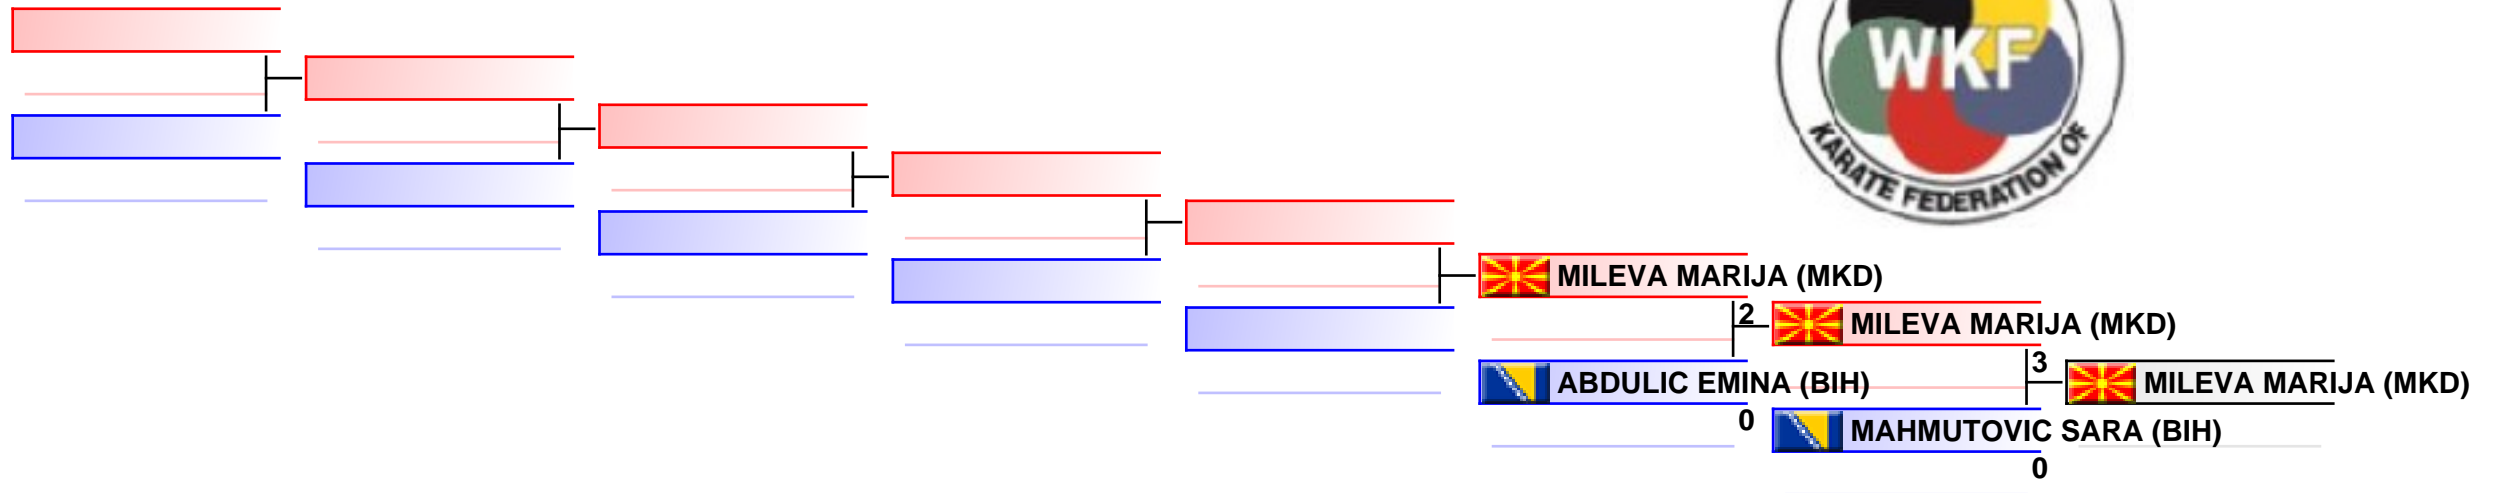 WKF
KARATE FEDERATION OF
MILEVA MARIJA (MKD)
2
MILEVA MARIJA (MKD)
3
ABDULIC EMINA (BIH)
MILEVA MARIJA (MKD)
0
MAHMUTOVIC SARA (BIH)
0